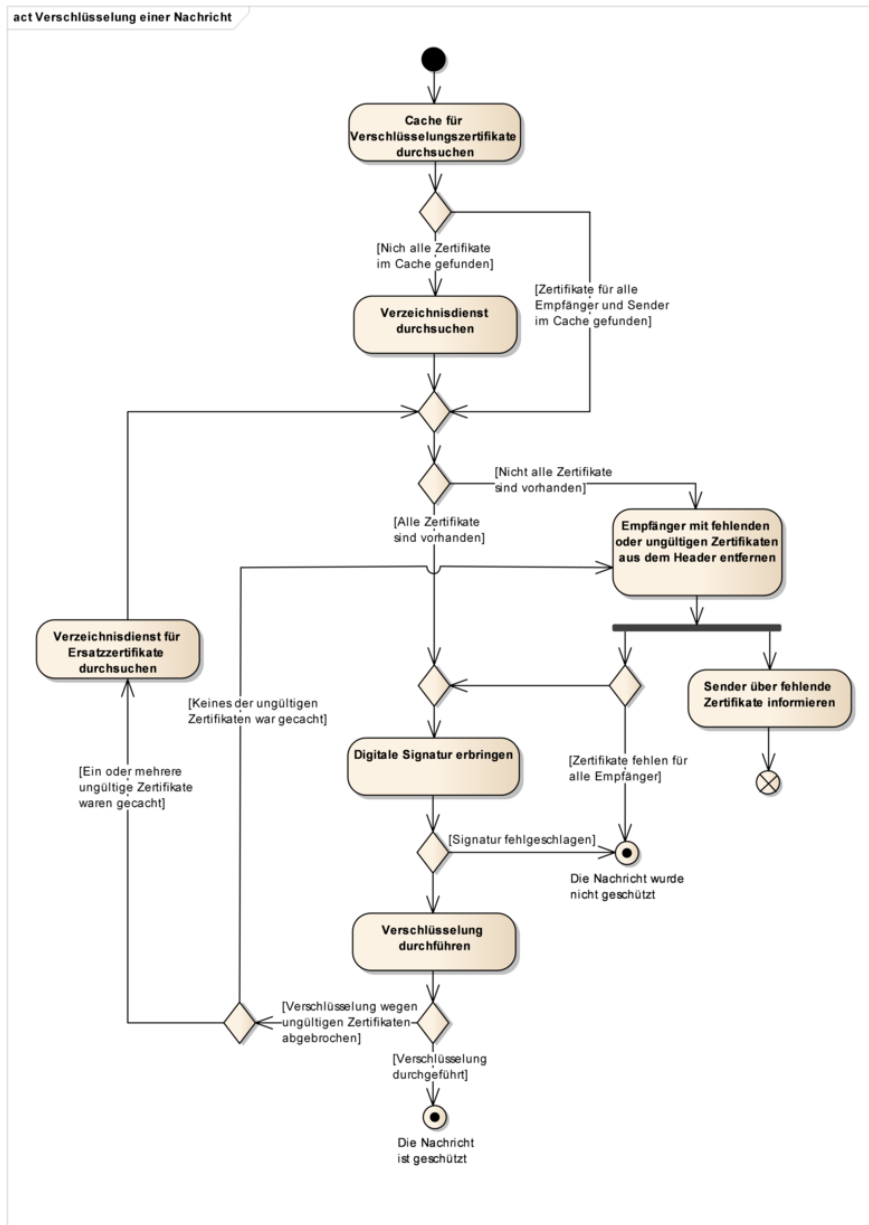 act Verschlüsselung einer Nachricht
Cache für
Verschlüsselungszertifikate
durchsuchen
[Nich alle Zertifikate
im Cache gefunden]
[Zertifikate für alle
Empfänger und Sender
im Cache gefunden]
Verzeichnisdienst
durchsuchen
[Nicht alle Zertifikate
sind vorhanden]
[Alle Zertifikate
sind vorhanden]
Empfänger mit fehlenden
oder ungültigen Zertifikaten
aus dem Header entfernen
Verzeichnisdienst für
Ersatzzertifikate
durchsuchen
[Keines der ungültigen
Zertifikaten war gecacht]
Sender über fehlende
Zertifikate informieren
Digitale Signatur erbringen
[Zertifikate fehlen für
alle Empfänger]
[Ein oder mehrere
ungültige Zertifikate
waren gecacht]
[Signatur fehlgeschlagen]
Die Nachricht wurde
nicht geschützt
Verschlüsselung
durchführen
[Verschlüsselung wegen
ungültigen Zertifikaten
abgebrochen]
[Verschlüsselung
durchgeführt]
Die Nachricht
ist geschützt